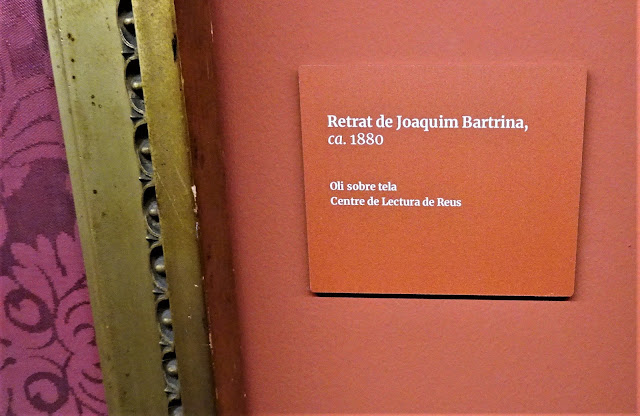 Retrat de Joaquim Bartrina,
ca. 1880
Oli sobre tela
Centre de Lectura de Reus